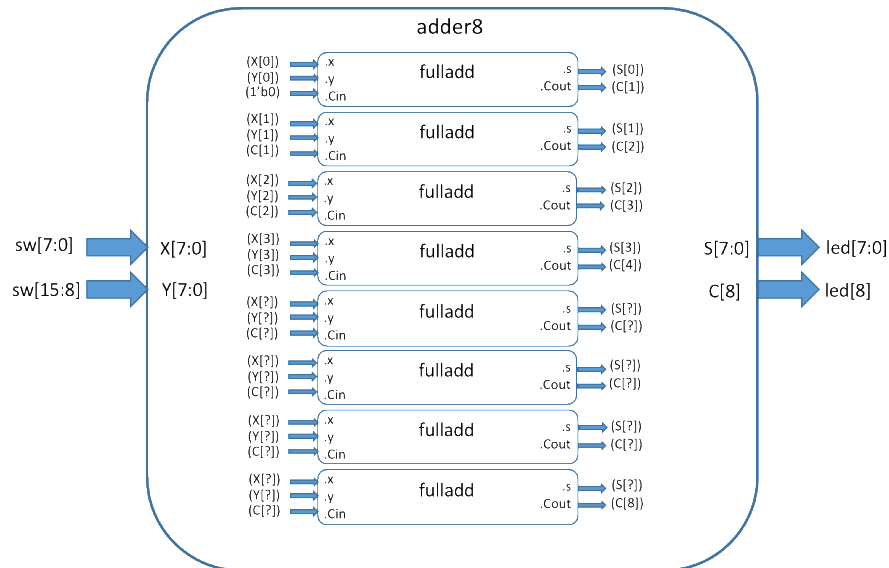 adder8
(X[0]) .x fulladd .s (S[0])
(Y[0]) .y .Cout (C[1])
(1'b0) .Cin
(X[1]) .x fulladd .s (S[1])
(Y[1]) .y .Cout (C[2])
(C[1]) .Cin
(X[2]) .x fulladd .s (S[2])
(Y[2]) .y .Cout (C[3])
(C[2]) .Cin
sw[7:0] X[7:0] (X[3]) .x fulladd .s (S[3]) S[7:0] led[7:0]
(Y[3]) .y .Cout (C[4])
(C[3]) .Cin
sw[15:8] Y[7:0] C[8] led[8]
(X[?]) .x fulladd .s (S[?])
(Y[?]) .y .Cout (C[?])
(C[?]) .Cin
(X[?]) .x fulladd .s (S[?])
(Y[?]) .y .Cout (C[?])
(C[?]) .Cin
(X[?]) .x fulladd .s (S[?])
(Y[?]) .y .Cout (C[?])
(C[?]) .Cin
(X[?]) .x fulladd .s (S[?])
(Y[?]) .y .Cout (C[8])
(C[?]) .Cin